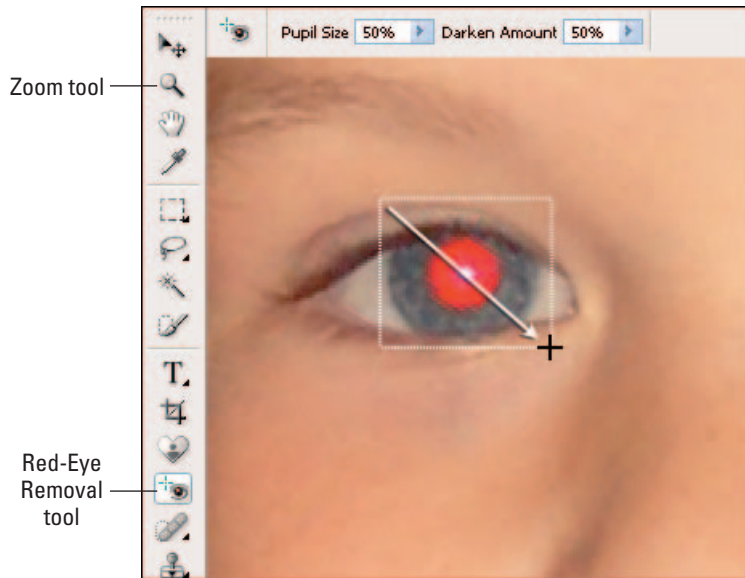 Pupil Size 50% Darken Amount 50%
Zoom tool
T
Red-Eye
Removal
tool